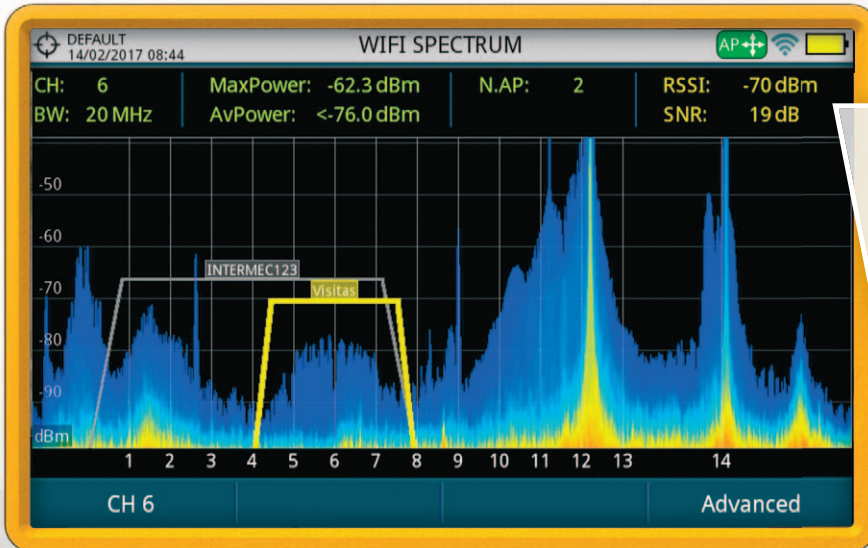 DEFAULT
14/02/2017 08:44
WIFI SPECTRUM
AP
CH: 6 MaxPower: -62.3 dBm N.AP: 2 RSSI: -70 dBm
BW: 20 MHz AvPower: <-76.0 dBm SNR: 19 dB
-50
-60
INTERMEC123
-70
Visitas
-80
-90
dBm
1 2 3 4 5 6 7 8 9 10 11 12 13 14
CH 6 Advanced